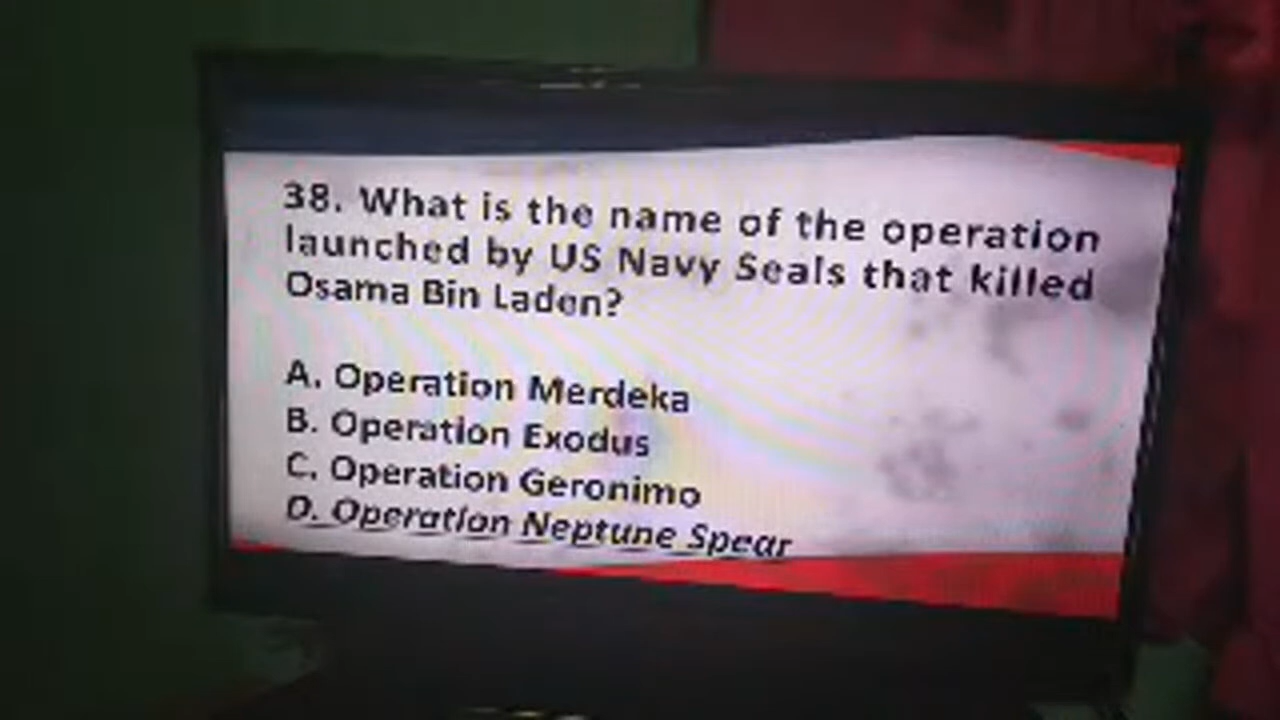 38. What is the name of the operation
launched by US Navy Seals that killed
Osama Bin Laden?
A. Operation Merdeka
B. Operation Exodus
C. Operation Geronimo
D. Operation Neptune Spear